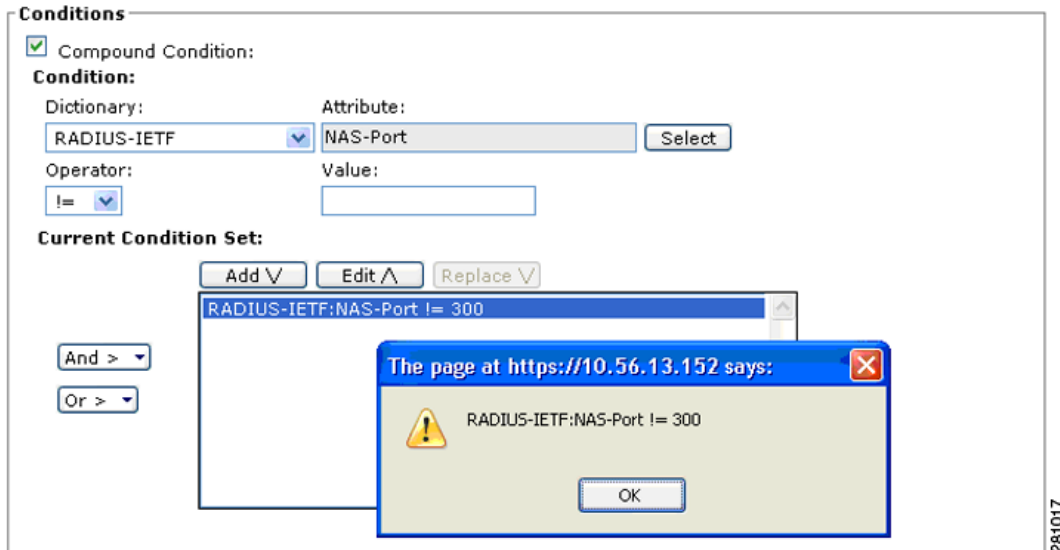 Conditions
Compound Condition:
Condition:
Dictionary:
Attribute:
RADIUS-IETF
NAS-Port
Select
Operator:
Value:
!=
Current Condition Set:
Add \/
Edit /\
Replace \/
RADIUS-IETF:NAS-Port != 300
And >
Or >
The page at https://10.56.13.152 says:
RADIUS-IETF:NAS-Port != 300
OK
281017